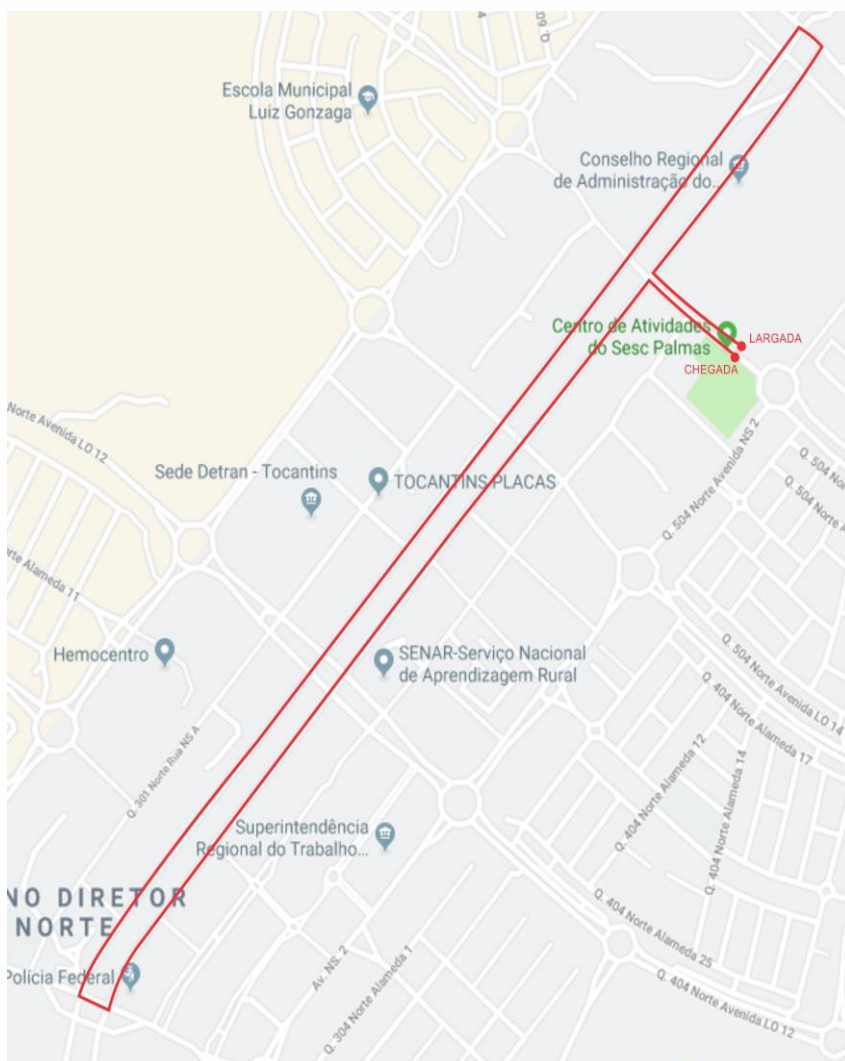 Q. 603
Escola Municipal
Luiz Gonzaga
Conselho Regional
de Administração do...
LARGADA
Centro de Atividades
do Sesc Palmas
CHEGADA
Norte Avenida LO 12
Sede Detran - Tocantins
TOCANTINS PLACAS
Q. 504 Norte Avenida NS 2
Q. 504 No
Q. 504 Norte A
rte Alameda 11
Hemocentro
SENAR-Serviço Nacional
de Aprendizagem Rural
Q. 504 Norte Avenida LO 14
Q. 404 Norte Alameda 17
Q. 301 Norte Rua NS A
Q. 404 Norte Alameda 12
Q. 404 Norte Alameda 14
Superintendência
Regional do Trabalho...
NO DIRETOR
NORTE
Polícia Federal
Av. NS. 2
Q. 304 Norte Alameda 1
Q. 404 Norte Alameda 25
Q. 404 Norte Avenida LO 12